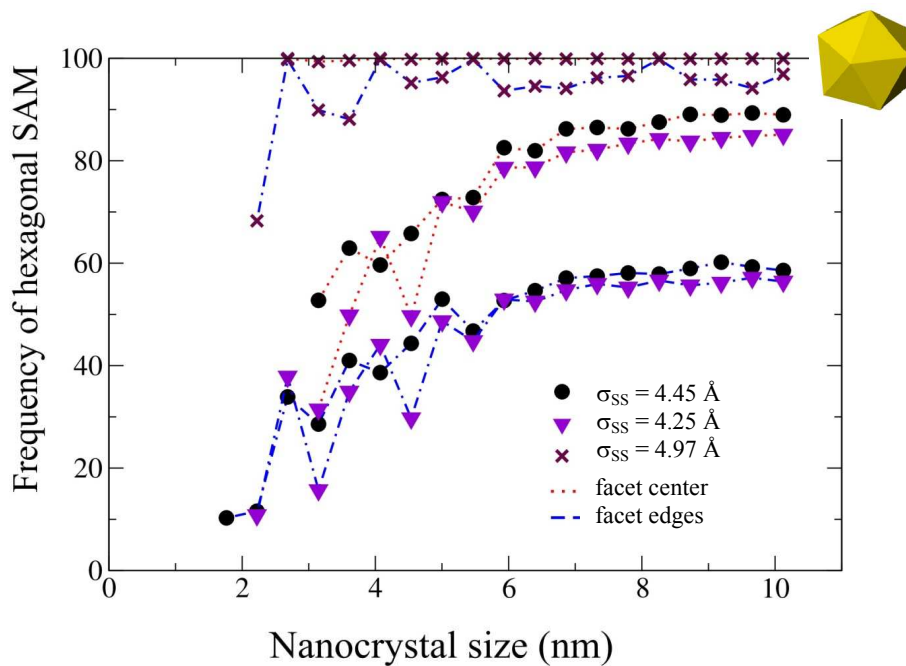 100
80
60
40
20
0
Frequency of hexagonal SAM
σSS = 4.45 Å
σSS = 4.25 Å
σSS = 4.97 Å
facet center
facet edges
0 2 4 6 8 10
Nanocrystal size (nm)